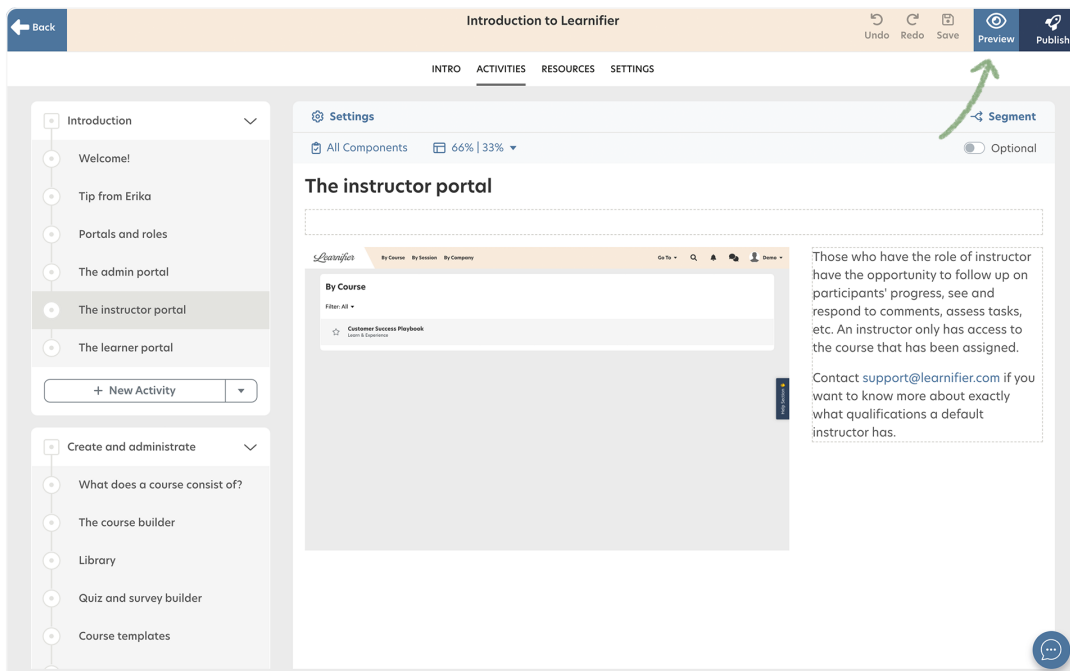 Back
Introduction to Learnifier
Undo
Redo
Save
Preview
Publish
INTRO
ACTIVITIES
RESOURCES
SETTINGS
Introduction
Welcome!
Tip from Erika
Portals and roles
The admin portal
The instructor portal
The learner portal
+ New Activity
Create and administrate
What does a course consist of?
The course builder
Library
Quiz and survey builder
Course templates
Settings
Segment
All Components
66% | 33%
Optional
The instructor portal
Learnifier
By Course
By Session
By Company
Go To
Demo
By Course
Filter: All
Customer Success Playbook
Learn & Experience
Help Section
Those who have the role of instructor
have the opportunity to follow up on
participants' progress, see and
respond to comments, assess tasks,
etc. An instructor only has access to
the course that has been assigned.
Contact support@learnifier.com if you
want to know more about exactly
what qualifications a default
instructor has.